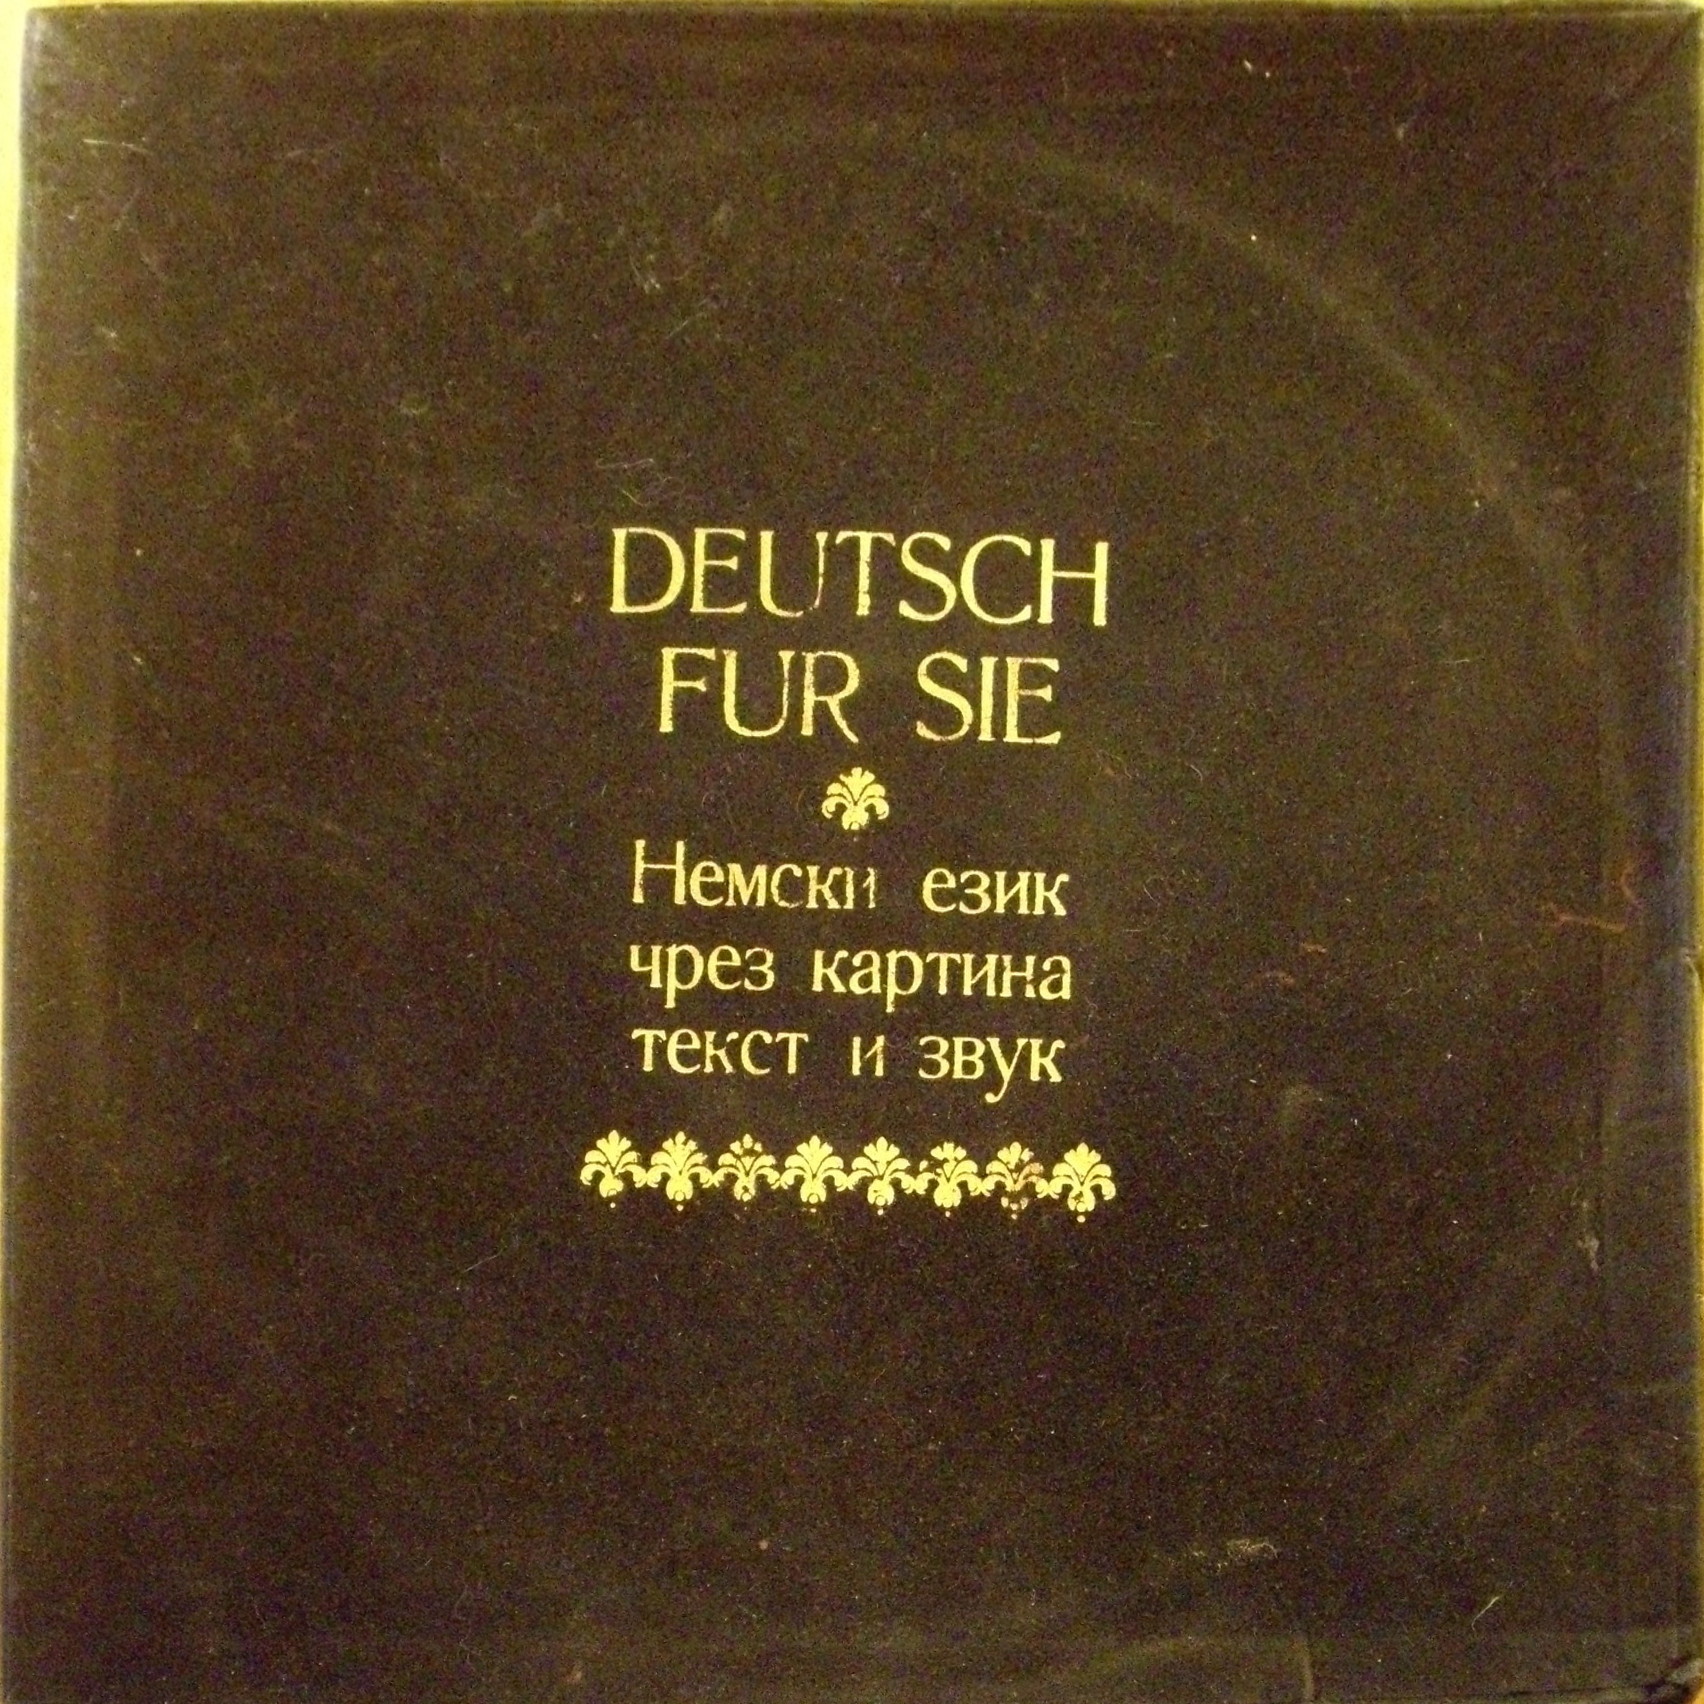 DEUTSCH
FUR SIE
Немски език
чрез картина
текст и звук